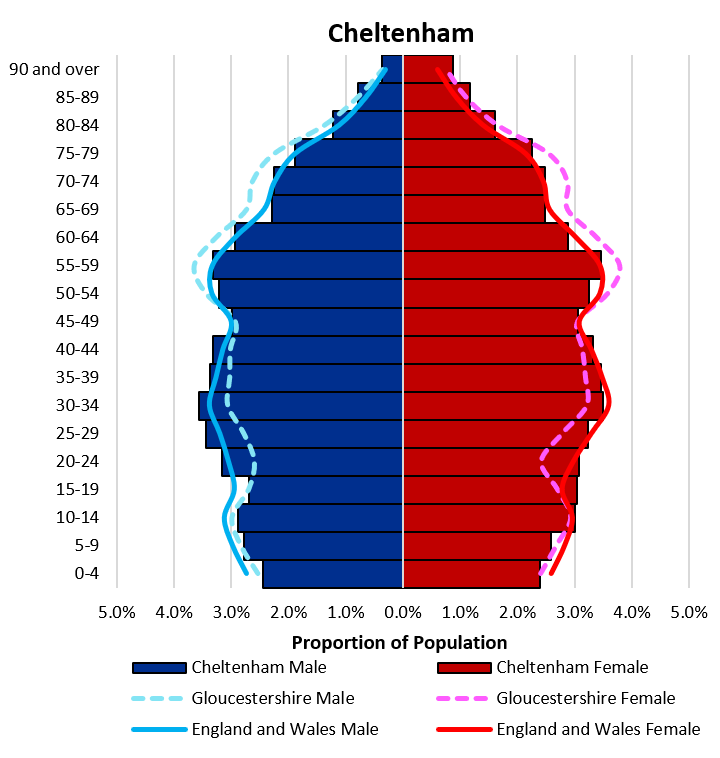 Cheltenham
90 and over
85-89
80-84
75-79
70-74
65-69
60-64
55-59
50-54
45-49
40-44
35-39
30-34
25-29
20-24
15-19
10-14
5-9
0-4
5.0% 4.0% 3.0% 2.0% 1.0% 0.0% 1.0% 2.0% 3.0% 4.0% 5.0%
Proportion of Population
Cheltenham Male Cheltenham Female
Gloucestershire Male Gloucestershire Female
England and Wales Male England and Wales Female